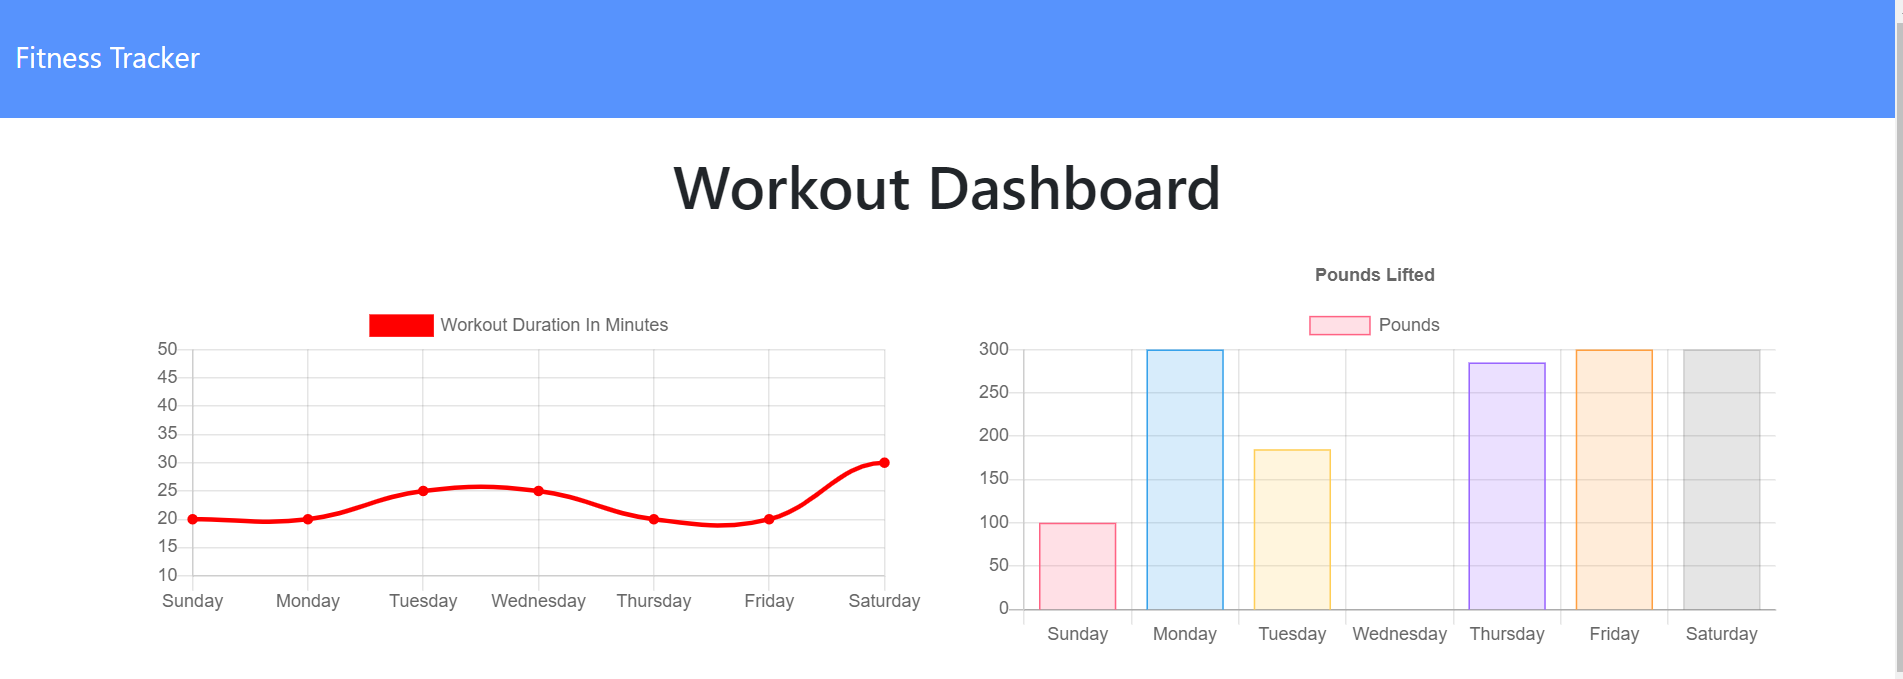 Fitness Tracker
Workout Dashboard
Workout Duration In Minutes
50
45
40
35
30
25
20
15
10
Sunday Monday Tuesday Wednesday Thursday Friday Saturday
Pounds Lifted
Pounds
300
250
200
150
100
50
0
Sunday Monday Tuesday Wednesday Thursday Friday Saturday